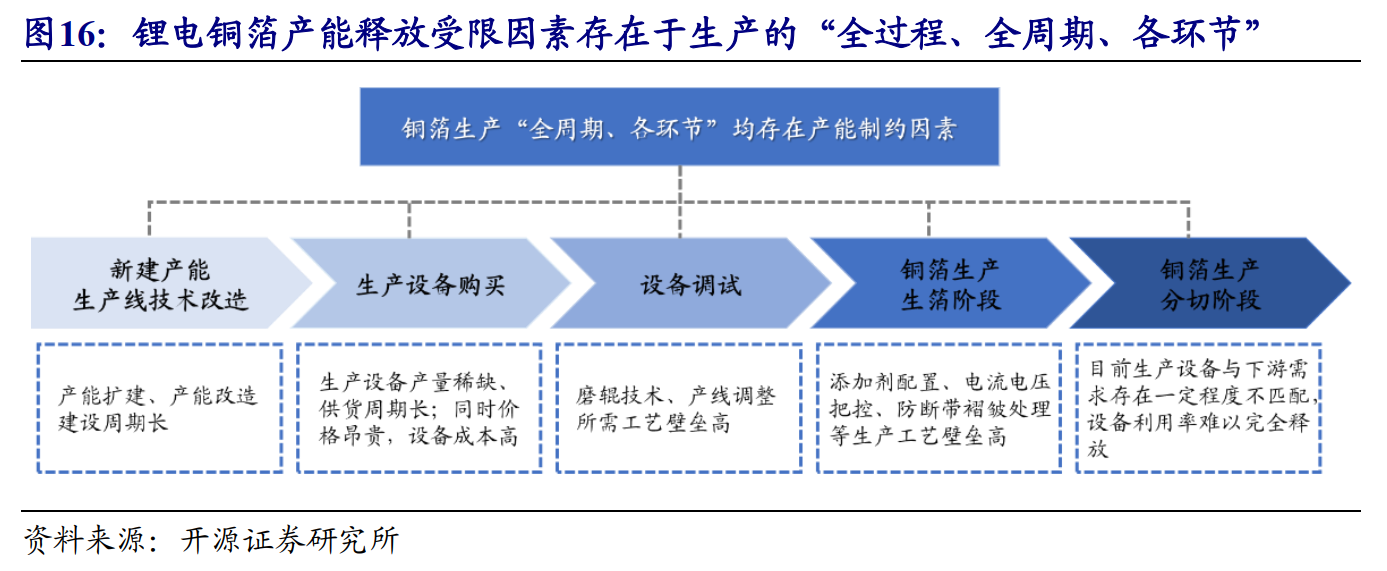 图16：锂电铜箔产能释放受限因素存在于生产的“全过程、全周期、各环节”
铜箔生产“全周期、各环节”均存在产能制约因素
新建产能
生产线技术改造
生产设备购买
设备调试
铜箔生产
生箔阶段
铜箔生产
分切阶段
产能扩建、产能改造
建设周期长
生产设备产量稀缺、
供货周期长；同时价
格昂贵，设备成本高
磨辊技术、产线调整
所需工艺壁垒高
添加剂配置、电流电压
把控、防断带褶皱处理
等生产工艺壁垒高
目前生产设备与下游需
求存在一定程度不匹配，
设备利用率难以完全释
放
资料来源：开源证券研究所